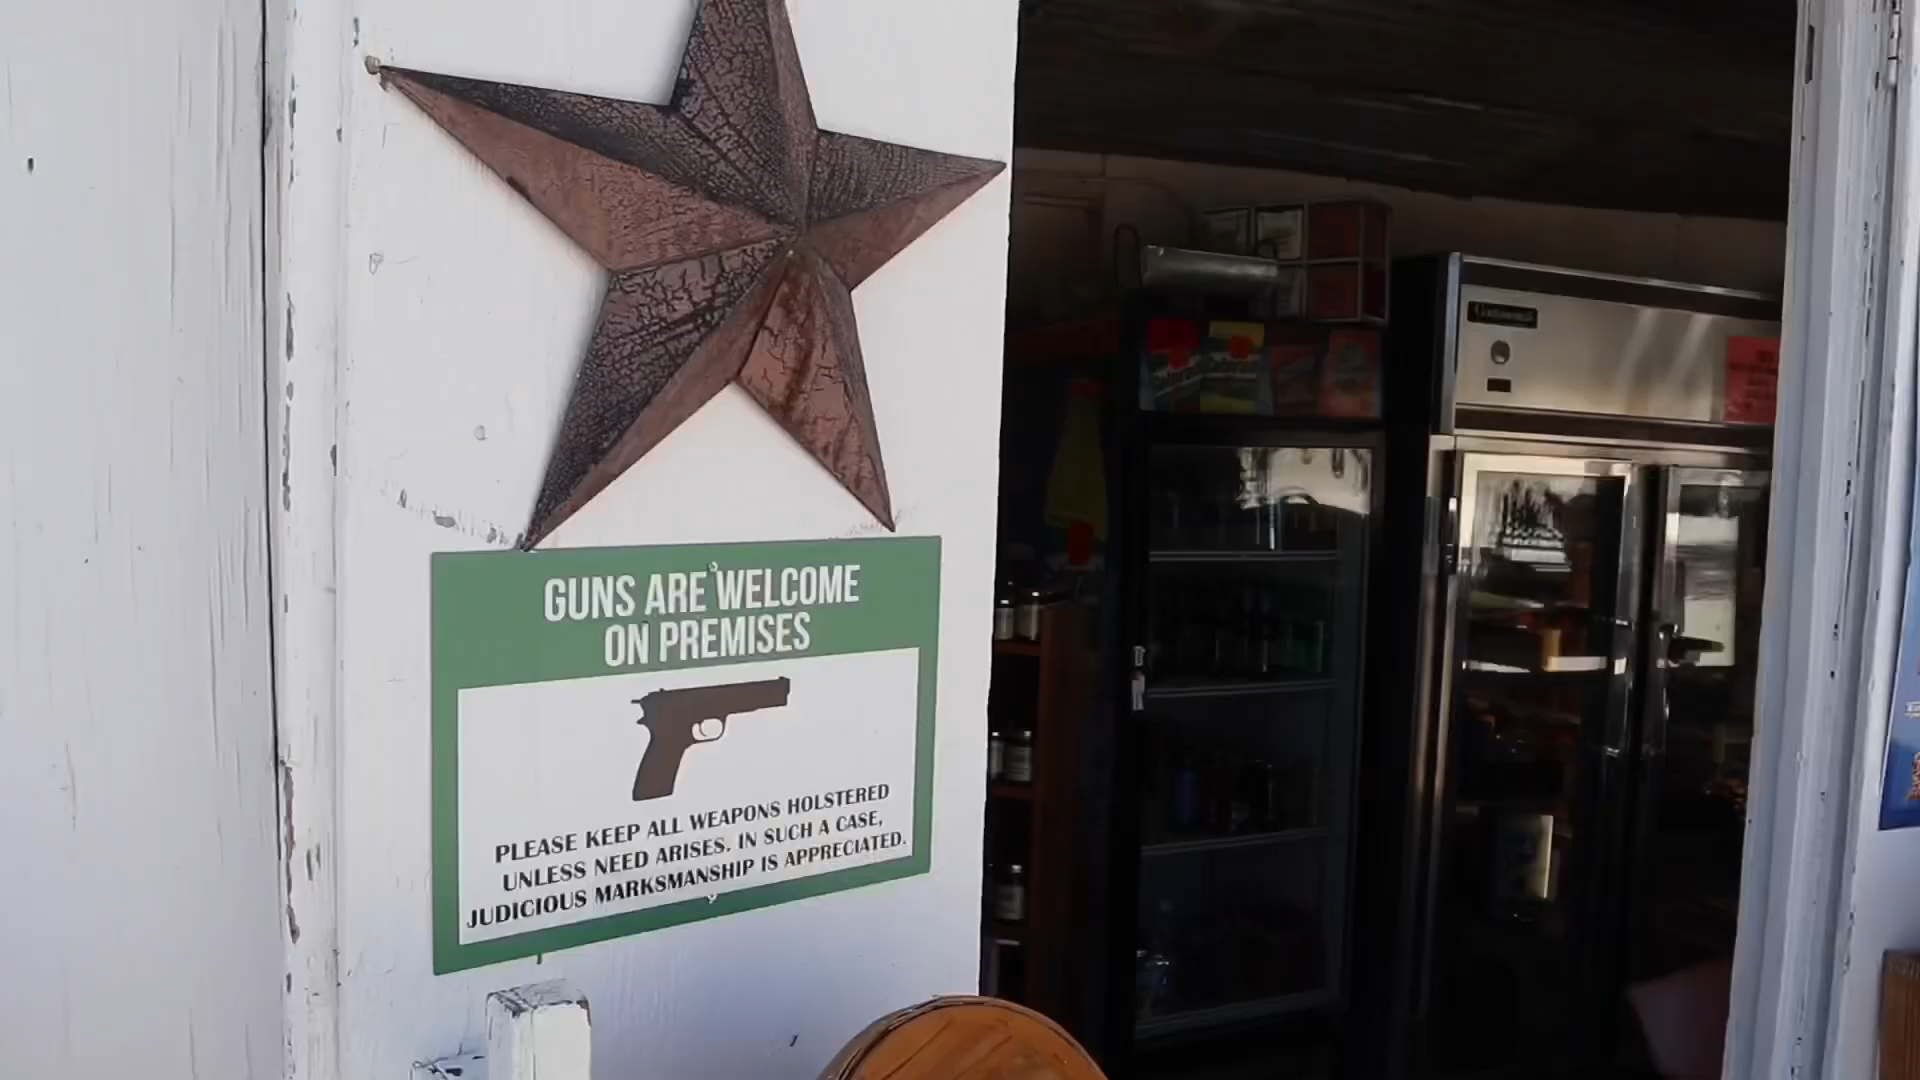 GUNS ARE WELCOME
ON PREMISES
PLEASE KEEP ALL WEAPONS HOLSTERED
UNLESS NEED ARISES. IN SUCH A CASE,
JUDICIOUS MARKSMANSHIP IS APPRECIATED.
Continental